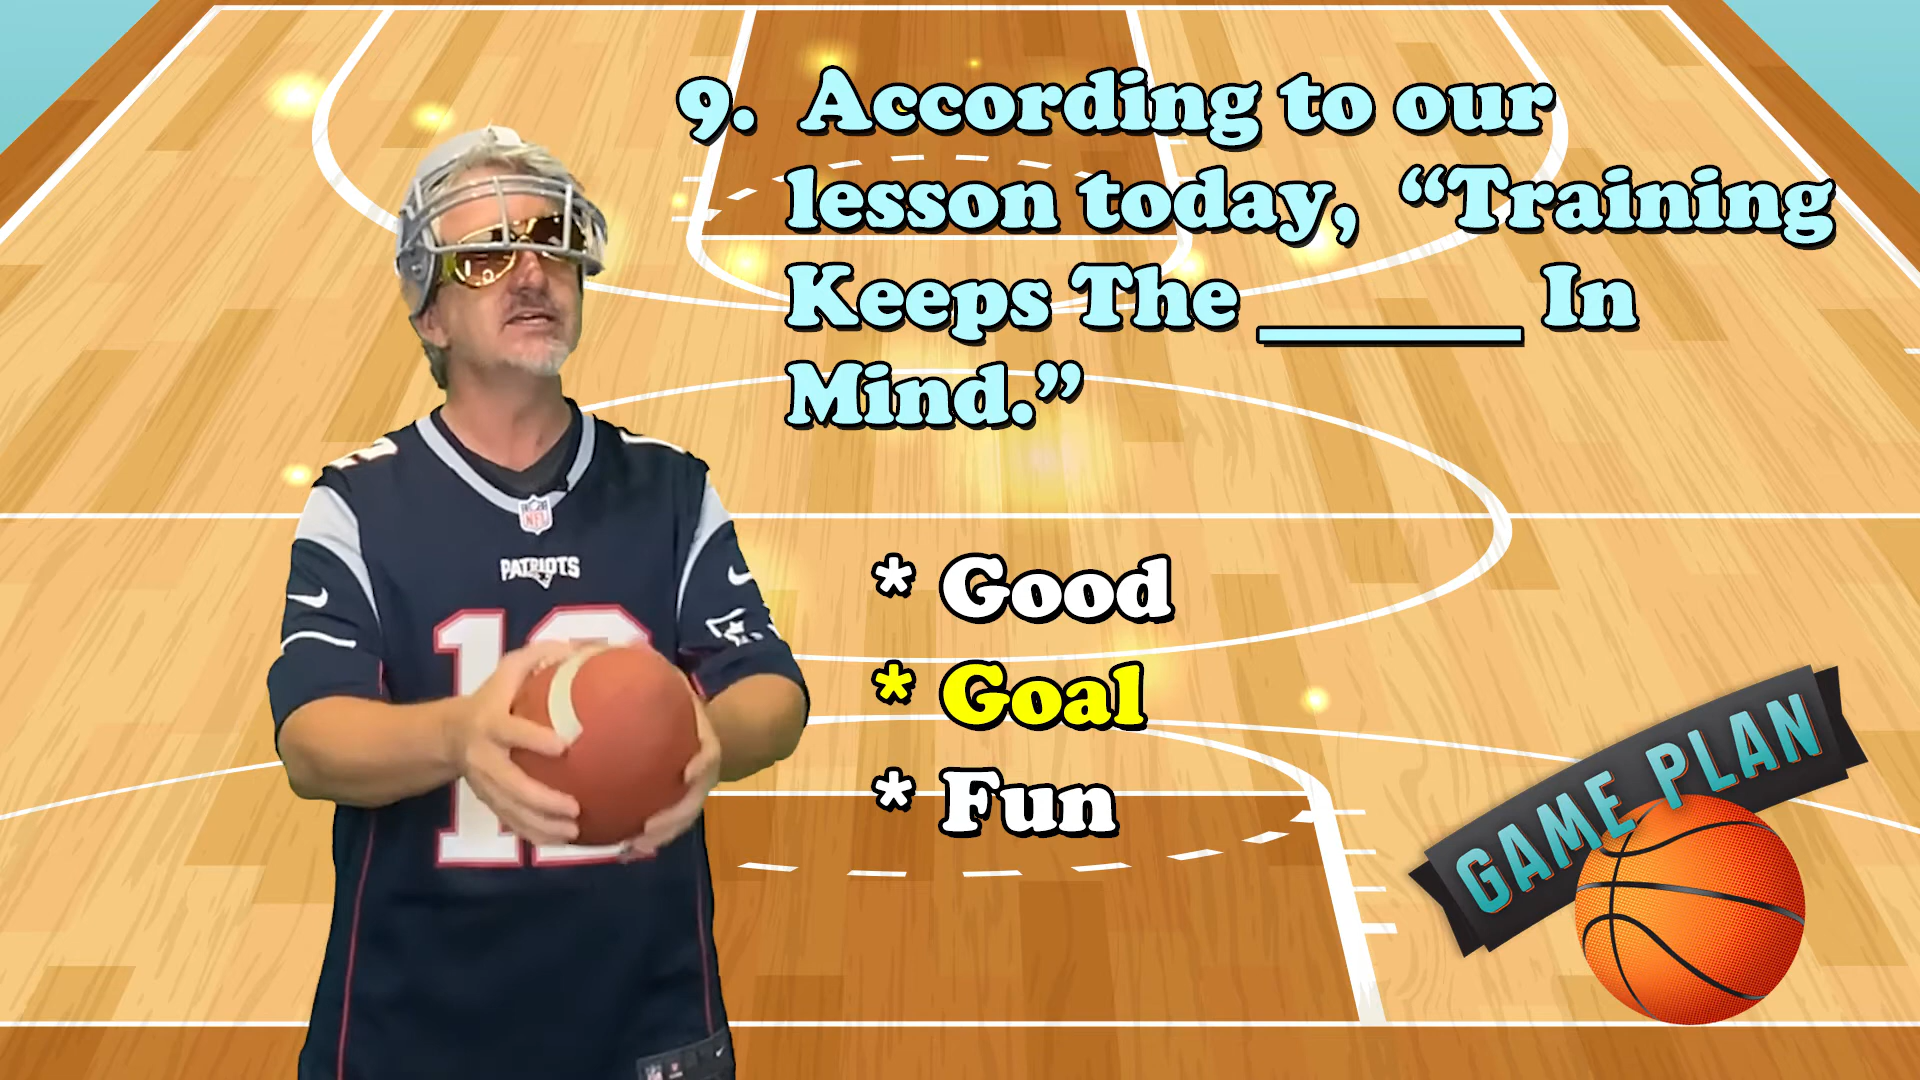 9. According to our
lesson today, “Training
Keeps The ______ In
Mind.”
* Good
* Goal
* Fun
GAME PLAN
NFL
PATRIOTS
12